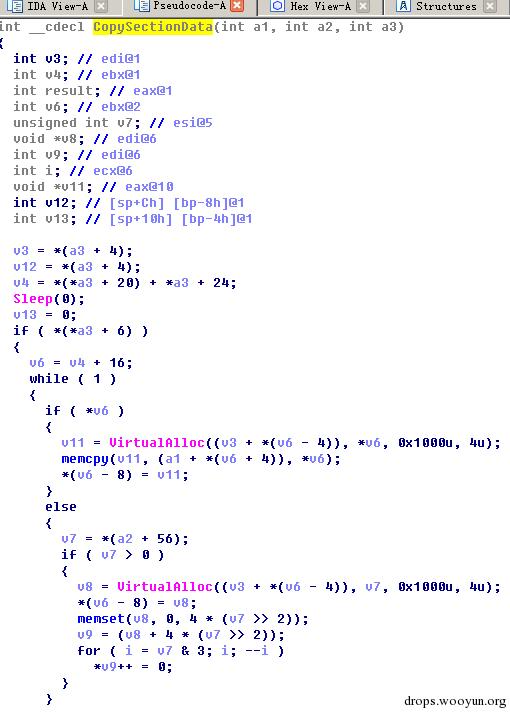 IDA View-A
Pseudocode-A
Hex View-A
Structures
int __cdecl CopySectionData(int a1, int a2, int a3)
{
int v3; // edi@1
int v4; // ebx@1
int result; // eax@1
int v6; // ebx@2
unsigned int v7; // esi@5
void *v8; // edi@6
int v9; // edi@6
int i; // ecx@6
void *v11; // eax@10
int v12; // [sp+Ch] [bp-8h]@1
int v13; // [sp+10h] [bp-4h]@1
v3 = *(a3 + 4);
v12 = *(a3 + 4);
v4 = *(*a3 + 20) + *a3 + 24;
Sleep(0);
v13 = 0;
if ( *(*a3 + 6) )
{
v6 = v4 + 16;
while ( 1 )
{
if ( *v6 )
{
v11 = VirtualAlloc((v3 + *(v6 - 4)), *v6, 0x1000u, 4u);
memcpy(v11, (a1 + *(v6 + 4)), *v6);
*(v6 - 8) = v11;
}
else
{
v7 = *(a2 + 56);
if ( v7 > 0 )
{
v8 = VirtualAlloc((v3 + *(v6 - 4)), v7, 0x1000u, 4u);
*(v6 - 8) = v8;
memset(v8, 0, 4 * (v7 >> 2));
v9 = (v8 + 4 * (v7 >> 2));
for ( i = v7 & 3; i; --i )
*v9++ = 0;
}
}
drops.wooyun.org